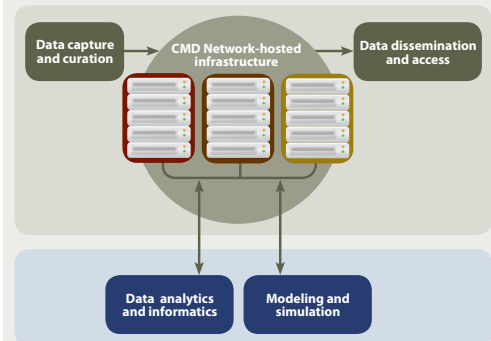 Data capture
and curation
CMD Network-hosted
infrastructure
Data dissemination
and access
Data analytics
and informatics
Modeling and
simulation